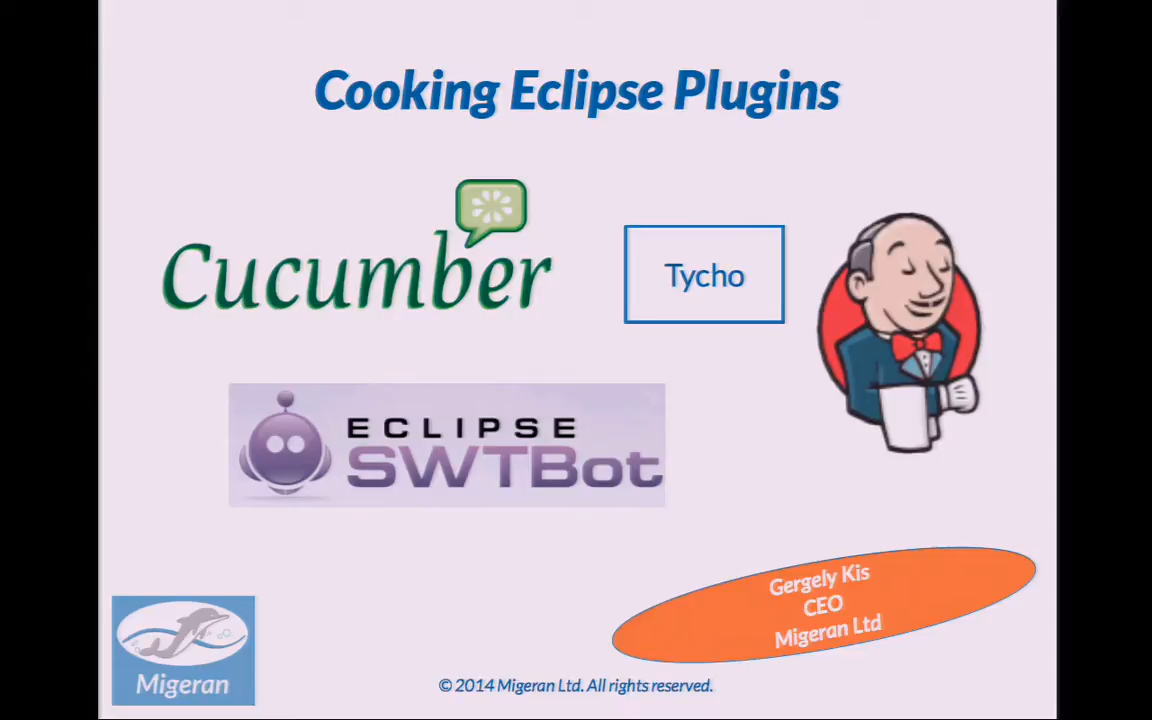 Cooking Eclipse Plugins
Cucumber
Tycho
ECLIPSE
SWTBot
Gergely Kis
CEO
Migeran Ltd
Migeran
© 2014 Migeran Ltd. All rights reserved.